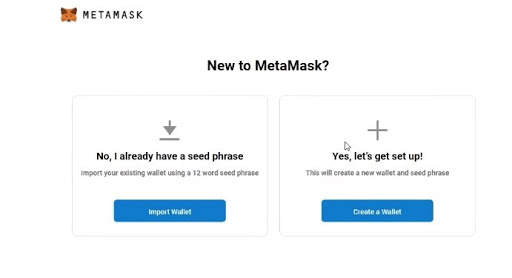 METAMASK
New to MetaMask?
No, I already have a seed phrase
Import your existing wallet using a 12 word seed phrase
Import Wallet
Yes, let's get set up!
This will create a new wallet and seed phrase
Create a Wallet